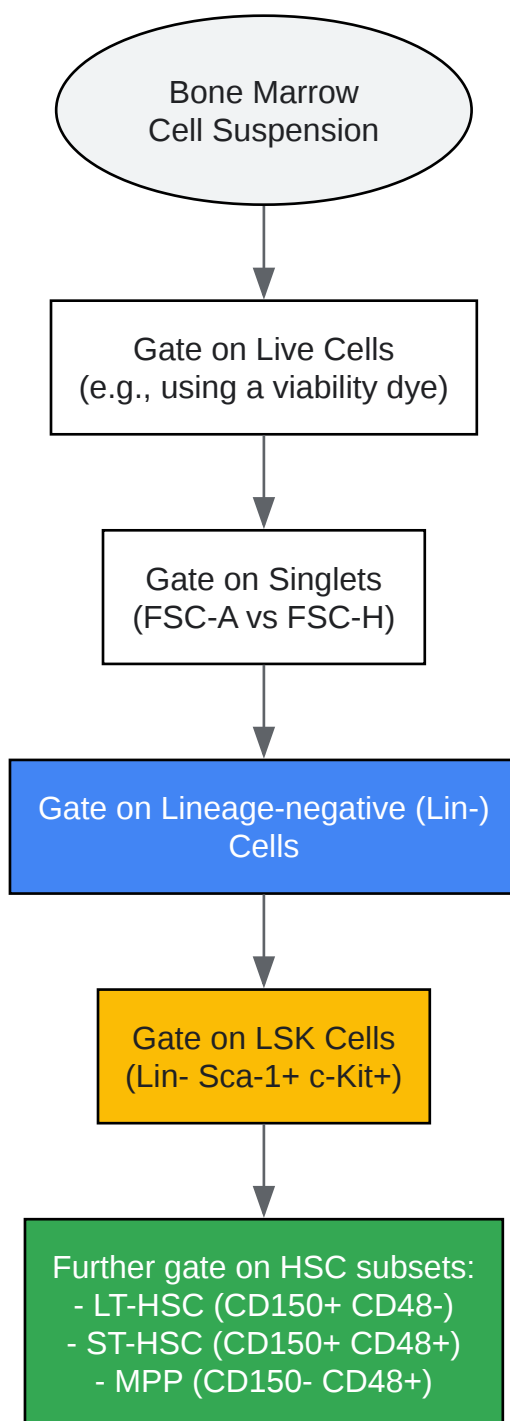 Bone Marrow
Cell Suspension
Gate on Live Cells
(e.g., using a viability dye)
Gate on Singlets
(FSC-A vs FSC-H)
Gate on Lineage-negative (Lin-)
Cells
Gate on LSK Cells
(Lin- Sca-1+ c-Kit+)
Further gate on HSC subsets:
- LT-HSC (CD150+ CD48-)
- ST-HSC (CD150+ CD48+)
- MPP (CD150- CD48+)